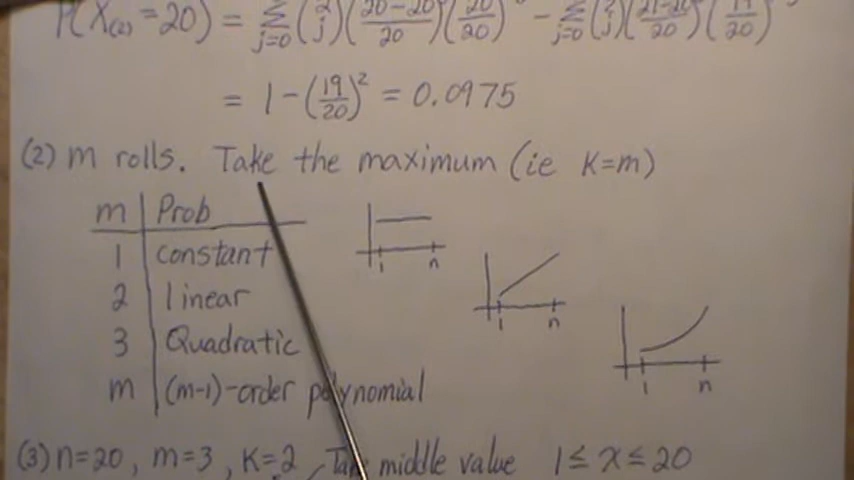 P(X₍₂₎ = 20) = Σ j=0 (2 j)(20-20/20)(20/20) - Σ j=0 (2 j)(21-20/20)(19/20)
= 1 - (19/20)² = 0.0975
(2) m rolls. Take the maximum (ie K=m)
m | Prob
1 | constant
2 | linear
3 | Quadratic
m | (m-1)-order polynomial
1 n
1 n
1 n
(3) n=20, m=3, K=2, Take middle value 1 ≤ x ≤ 20